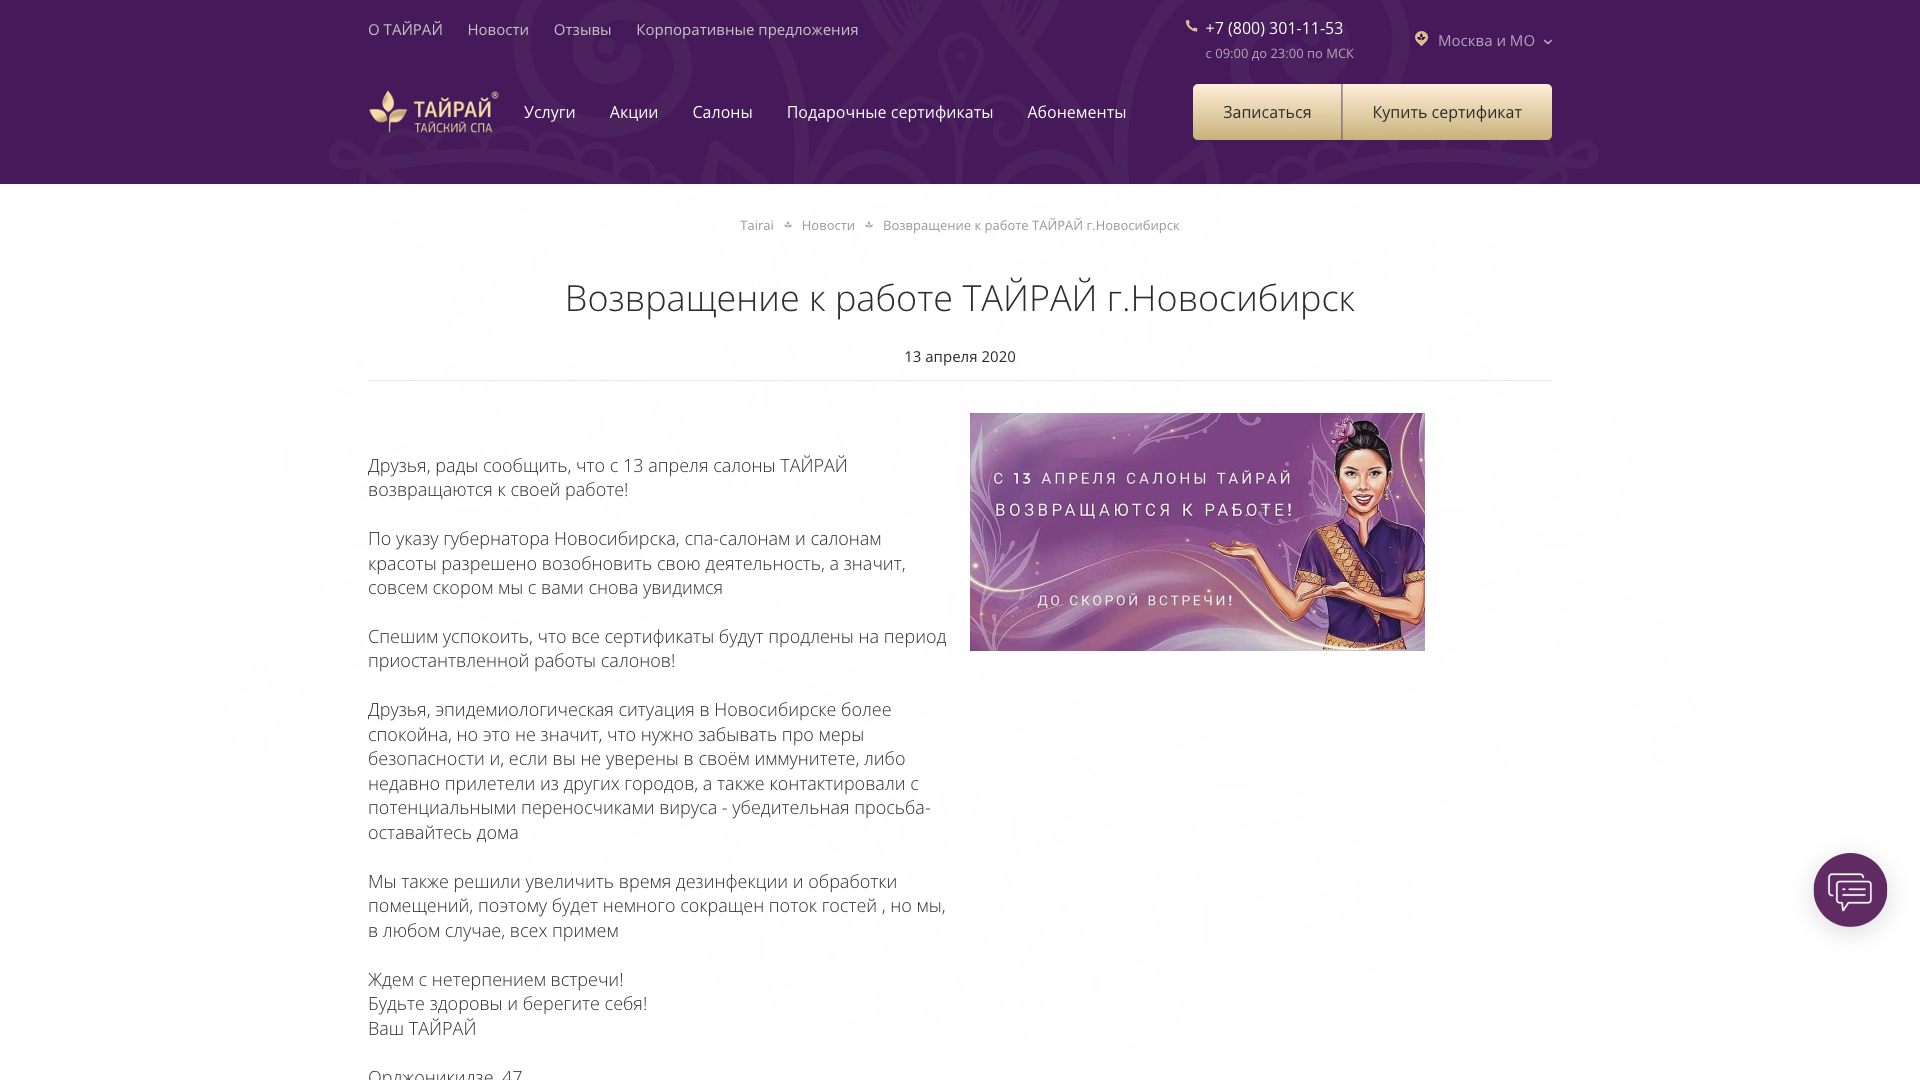 О ТАЙРАЙ
Новости
Отзывы
Корпоративные предложения
+7 (800) 301-11-53
с 09:00 до 23:00 по МСК
Москва и МО
ТАЙРАЙ®
ТАЙСКИЙ СПА
Услуги
Акции
Салоны
Подарочные сертификаты
Абонементы
Записаться
Купить сертификат
Tairai
Новости
Возвращение к работе ТАЙРАЙ г.Новосибирск
Возвращение к работе ТАЙРАЙ г.Новосибирск
13 апреля 2020
Друзья, рады сообщить, что с 13 апреля салоны ТАЙРАЙ
возвращаются к своей работе!
По указу губернатора Новосибирска, спа-салонам и салонам
красоты разрешено возобновить свою деятельность, а значит,
совсем скором мы с вами снова увидимся
Спешим успокоить, что все сертификаты будут продлены на период
приостантвленной работы салонов!
Друзья, эпидемиологическая ситуация в Новосибирске более
спокойна, но это не значит, что нужно забывать про меры
безопасности и, если вы не уверены в своём иммунитете, либо
недавно прилетели из других городов, а также контактировали с
потенциальными переносчиками вируса - убедительная просьба-
оставайтесь дома
Мы также решили увеличить время дезинфекции и обработки
помещений, поэтому будет немного сокращен поток гостей , но мы,
в любом случае, всех примем
Ждем с нетерпением встречи!
Будьте здоровы и берегите себя!
Ваш ТАЙРАЙ
Орджоникидзе, 47
С 13 АПРЕЛЯ САЛОНЫ ТАЙРАЙ
ВОЗВРАЩАЮТСЯ К РАБОТЕ!
ДО СКОРОЙ ВСТРЕЧИ!